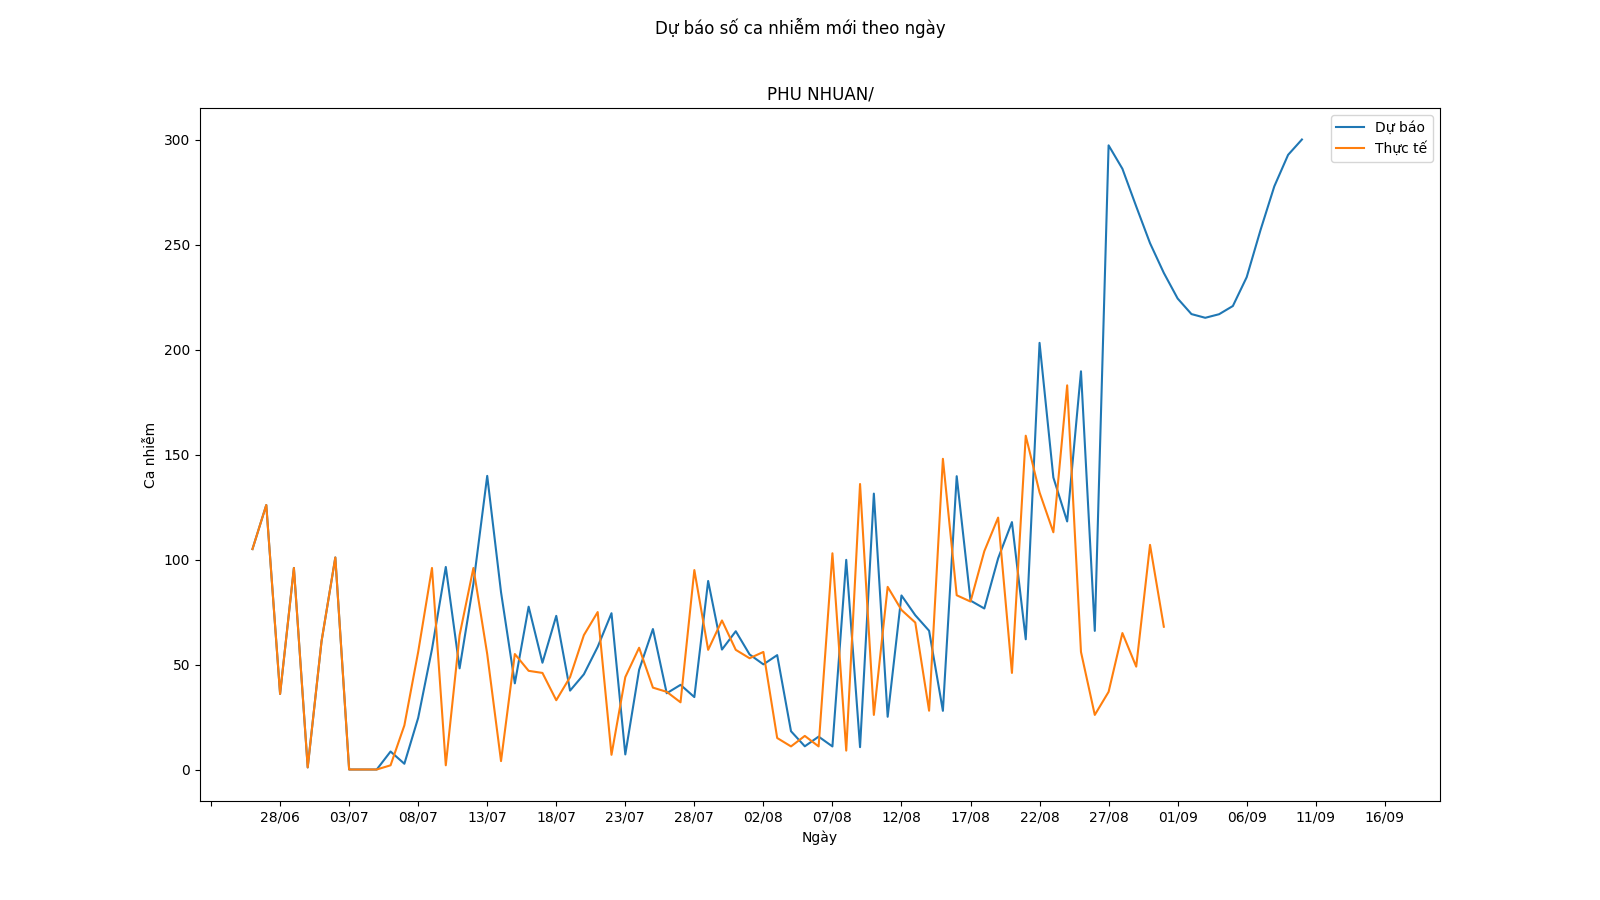 Dự báo số ca nhiễm mới theo ngày
PHU NHUAN/
Dự báo
Thực tế
300
250
200
150
100
50
0
Ca nhiễm
28/06 03/07 08/07 13/07 18/07 23/07 28/07 02/08 07/08 12/08 17/08 22/08 27/08 01/09 06/09 11/09 16/09
Ngày